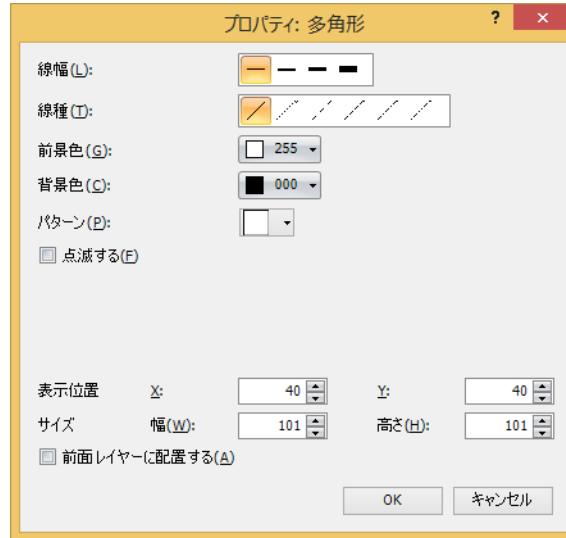 プロパティ: 多角形 ?
線幅(L):
線種(T):
前景色(G): 255
背景色(C): 000
パターン(P):
点滅する(F)
表示位置 X: 40 Y: 40
サイズ 幅(W): 101 高さ(H): 101
前面レイヤーに配置する(A)
OK キャンセル